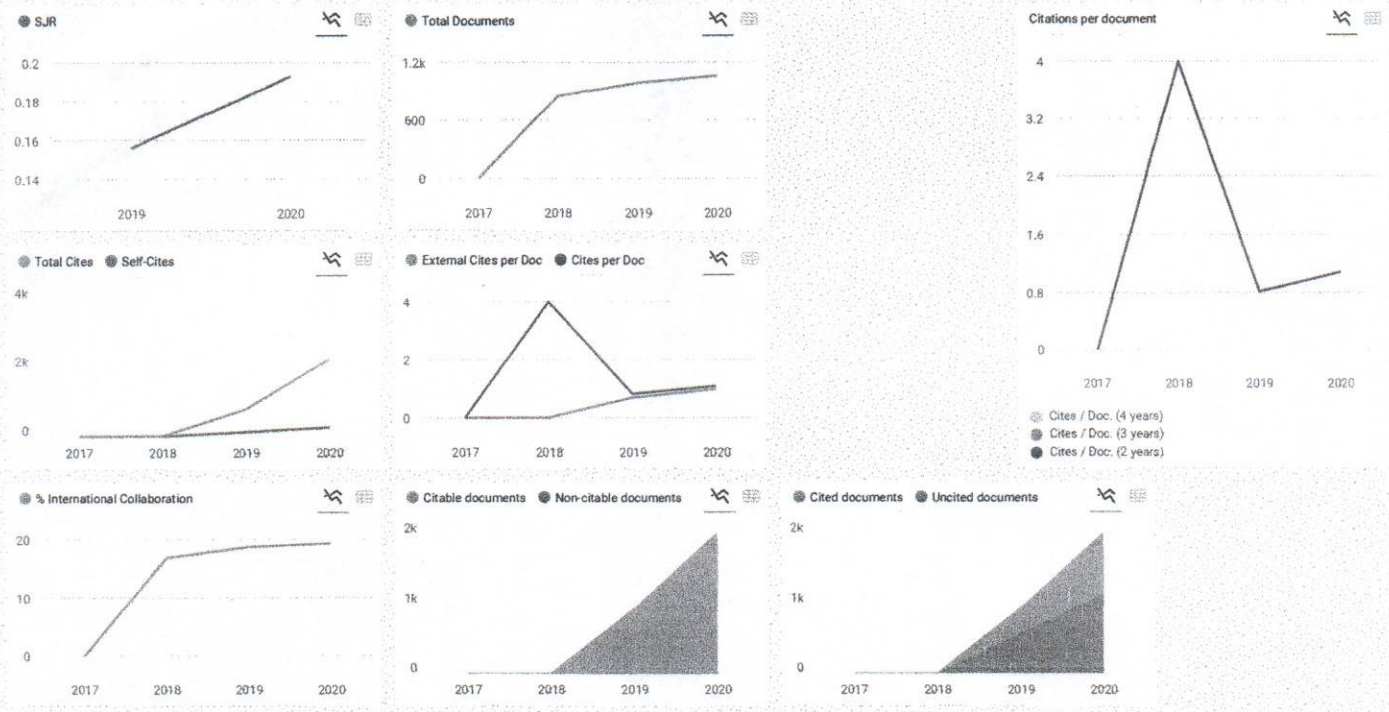 SJR
0.2
0.18
0.16
0.14
2019 2020
Total Documents
1.2k
600
0
2017 2018 2019 2020
Citations per document
4
3.2
2.4
1.6
0.8
0
2017 2018 2019 2020
Cites / Doc. (4 years)
Cites / Doc. (3 years)
Cites / Doc. (2 years)
Total Cites Self-Cites
4k
2k
0
2017 2018 2019 2020
External Cites per Doc Cites per Doc
4
2
0
2017 2018 2019 2020
% International Collaboration
20
10
0
2017 2018 2019 2020
Citable documents Non-citable documents
2k
1k
0
2017 2018 2019 2020
Cited documents Uncited documents
2k
1k
0
2017 2018 2019 2020